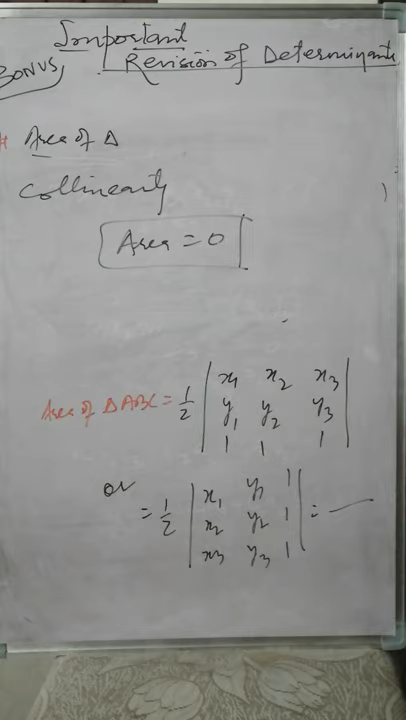 Important
BONUS, Revision of Determinants
Area of Δ
Collinearity
Area = 0
Area of Δ ABC = 1/2 | x₁ x₂ x₃ |
| y₁ y₂ y₃ |
| 1 1 1 |
or
= 1/2 | x₁ y₁ 1 | = —
| x₂ y₂ 1 |
| x₃ y₃ 1 |